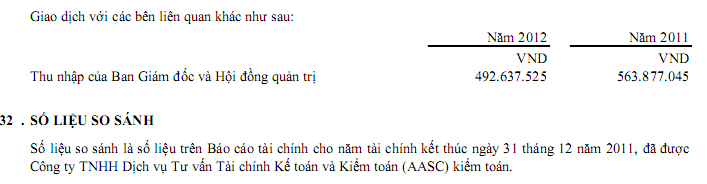 Giao dịch với các bên liên quan khác như sau:
Năm 2012 Năm 2011
VND VND
Thu nhập của Ban Giám đốc và Hội đồng quản trị 492.637.525 563.877.045
32 . SỐ LIỆU SO SÁNH
Số liệu so sánh là số liệu trên Báo cáo tài chính cho năm tài chính kết thúc ngày 31 tháng 12 năm 2011, đã được
Công ty TNHH Dịch vụ Tư vấn Tài chính Kế toán và Kiểm toán (AASC) kiểm toán.